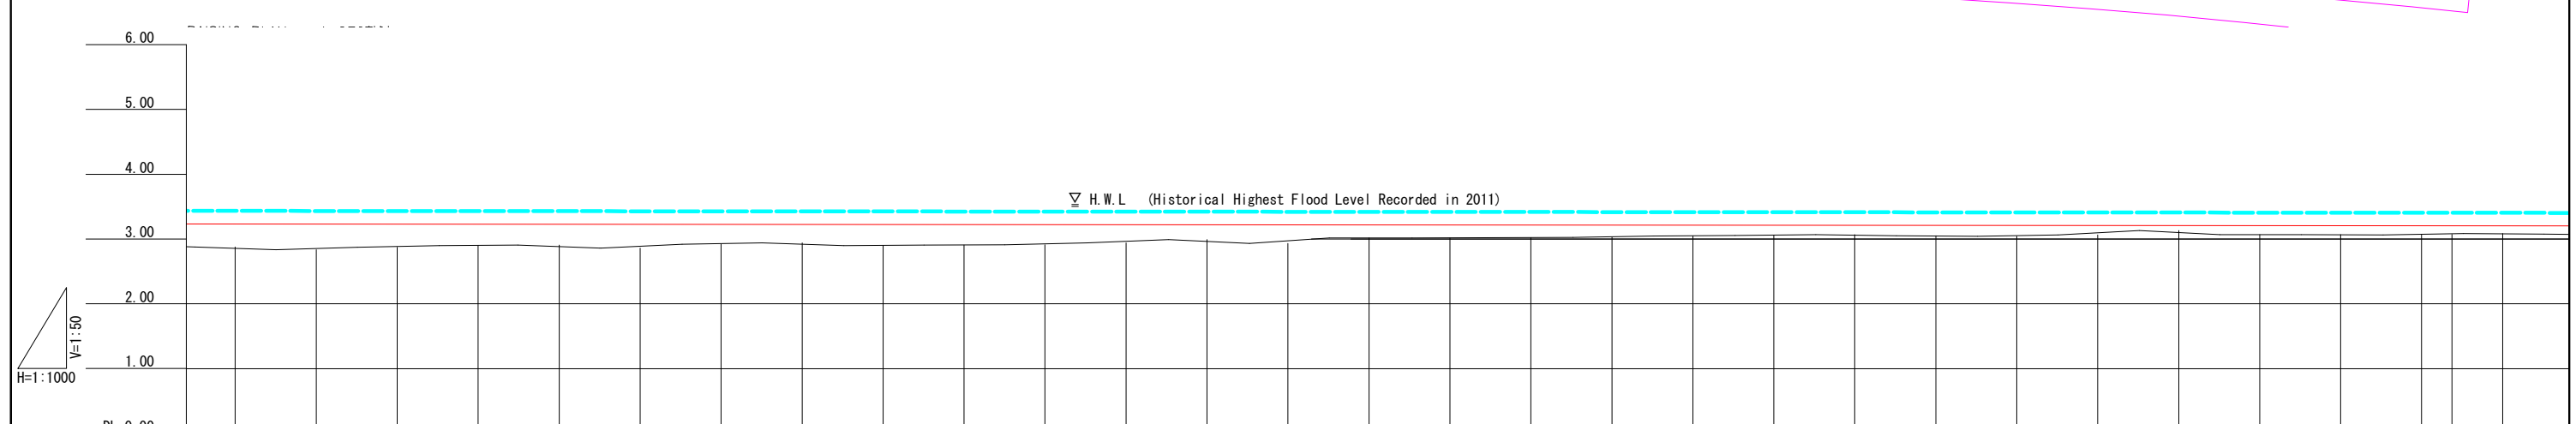 6.00
5.00
4.00
H.W.L (Historical Highest Flood Level Recorded in 2011)
3.00
2.00
V=1:50
1.00
H=1:1000